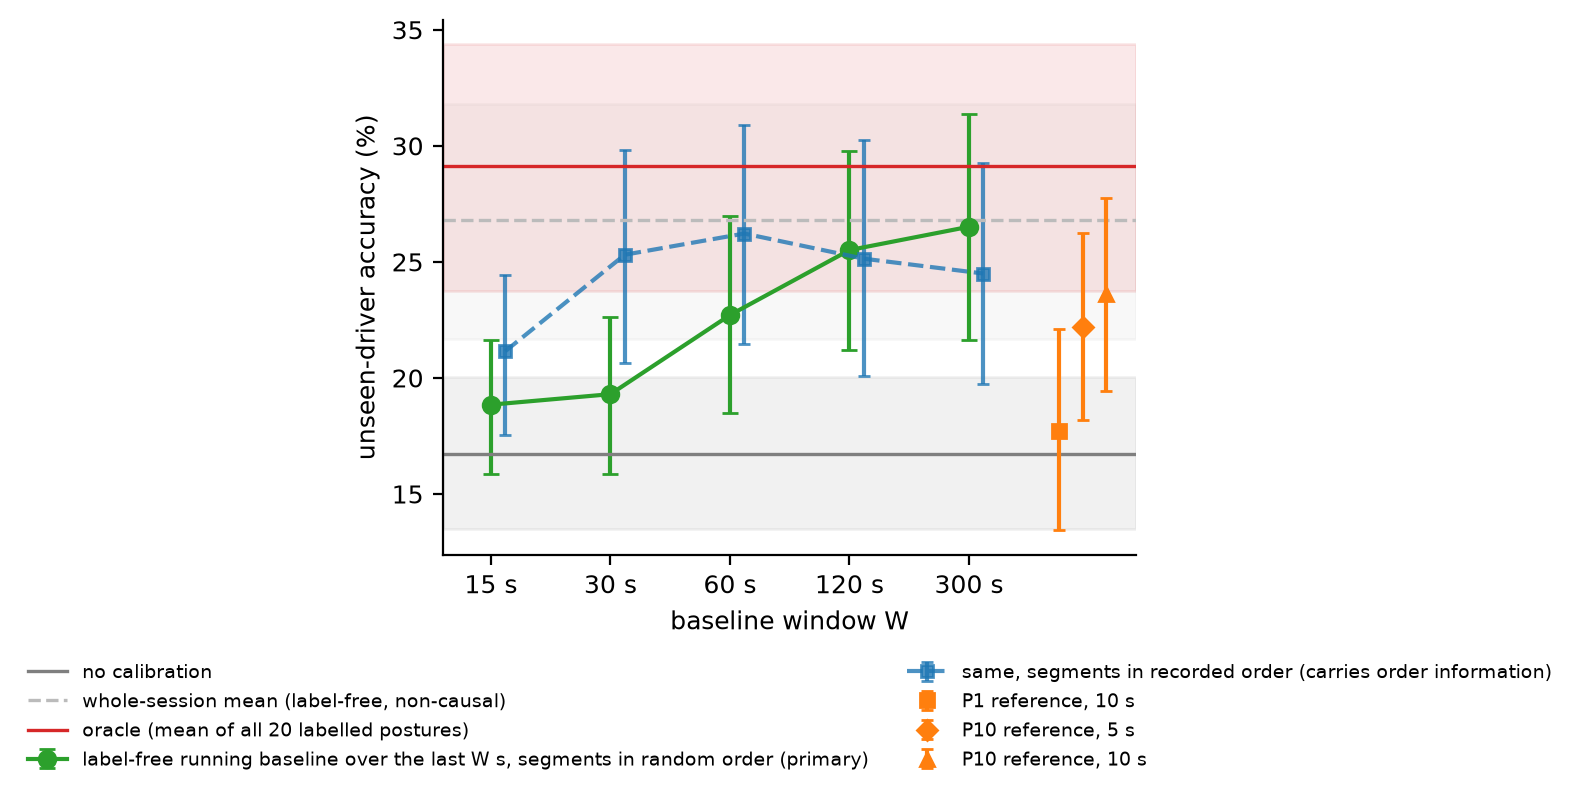 35
30
25
20
15
unseen-driver accuracy (%)
15 s 30 s 60 s 120 s 300 s
baseline window W
no calibration
whole-session mean (label-free, non-causal)
oracle (mean of all 20 labelled postures)
label-free running baseline over the last W s, segments in random order (primary)
same, segments in recorded order (carries order information)
P1 reference, 10 s
P10 reference, 5 s
P10 reference, 10 s